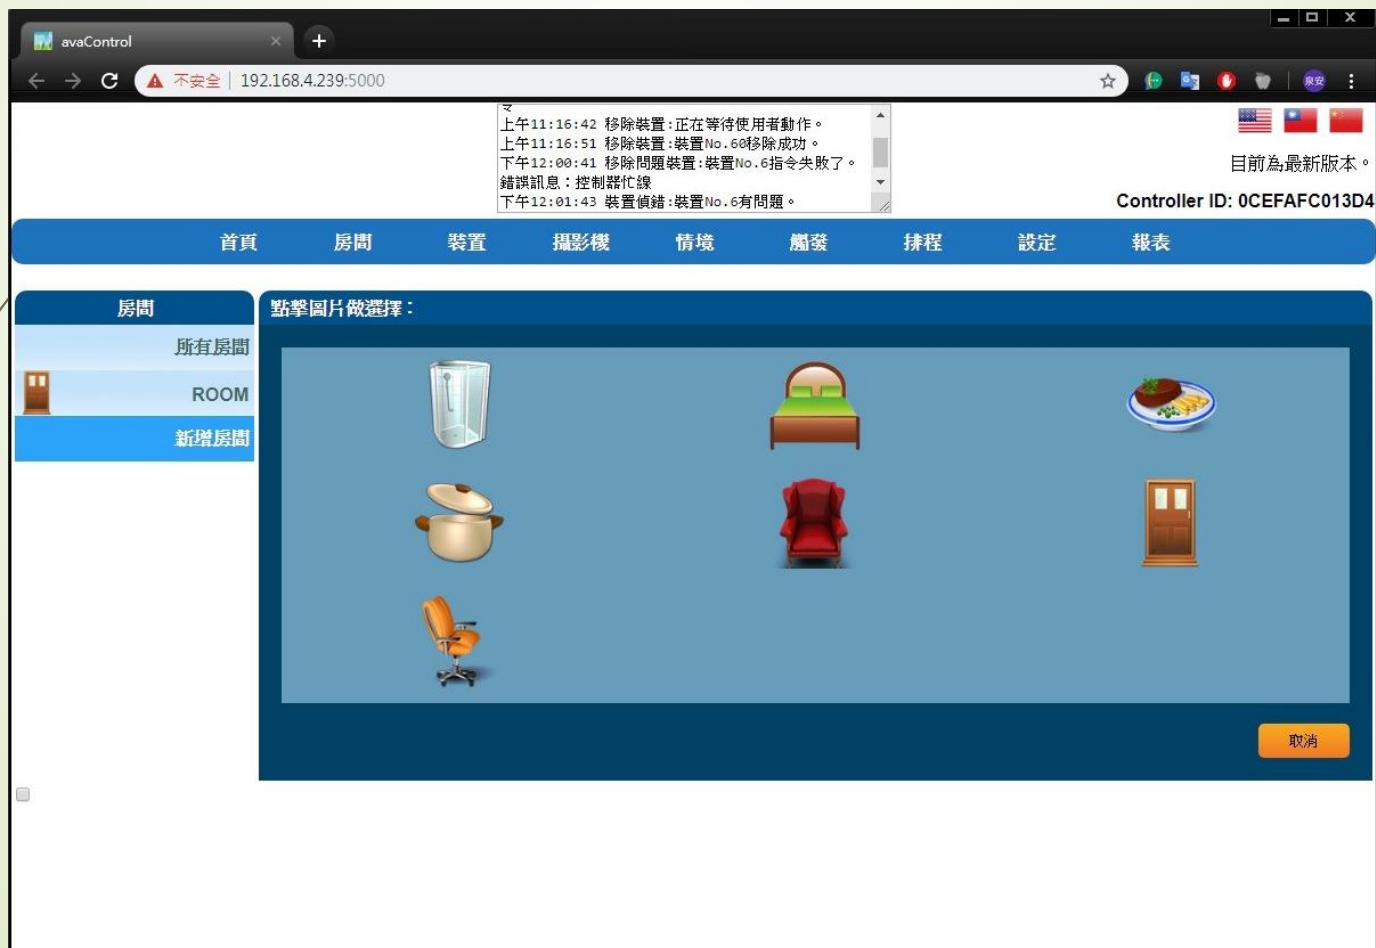 avaControl
不安全 | 192.168.4.239:5000
泉安
上午11:16:42 移除裝置:正在等待使用者動作。
上午11:16:51 移除裝置:裝置No.60移除成功。
下午12:00:41 移除問題裝置:裝置No.6指令失敗了。
錯誤訊息：控制器忙線
下午12:01:43 裝置偵錯:裝置No.6有問題。
目前為最新版本。
Controller ID: 0CEFAFC013D4
首頁 房間 裝置 攝影機 情境 觸發 排程 設定 報表
房間
點擊圖片做選擇：
所有房間
ROOM
新增房間
取消